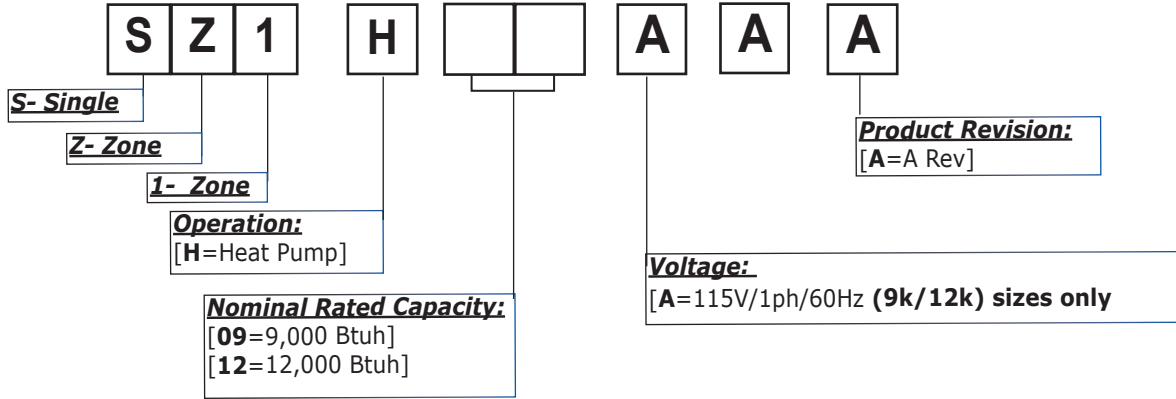 S Z 1 H A A A
S- Single
Z- Zone
1- Zone
Operation:
[H=Heat Pump]
Nominal Rated Capacity:
[09=9,000 Btuh]
[12=12,000 Btuh]
Voltage:
[A=115V/1ph/60Hz (9k/12k) sizes only
Product Revision:
[A=A Rev]